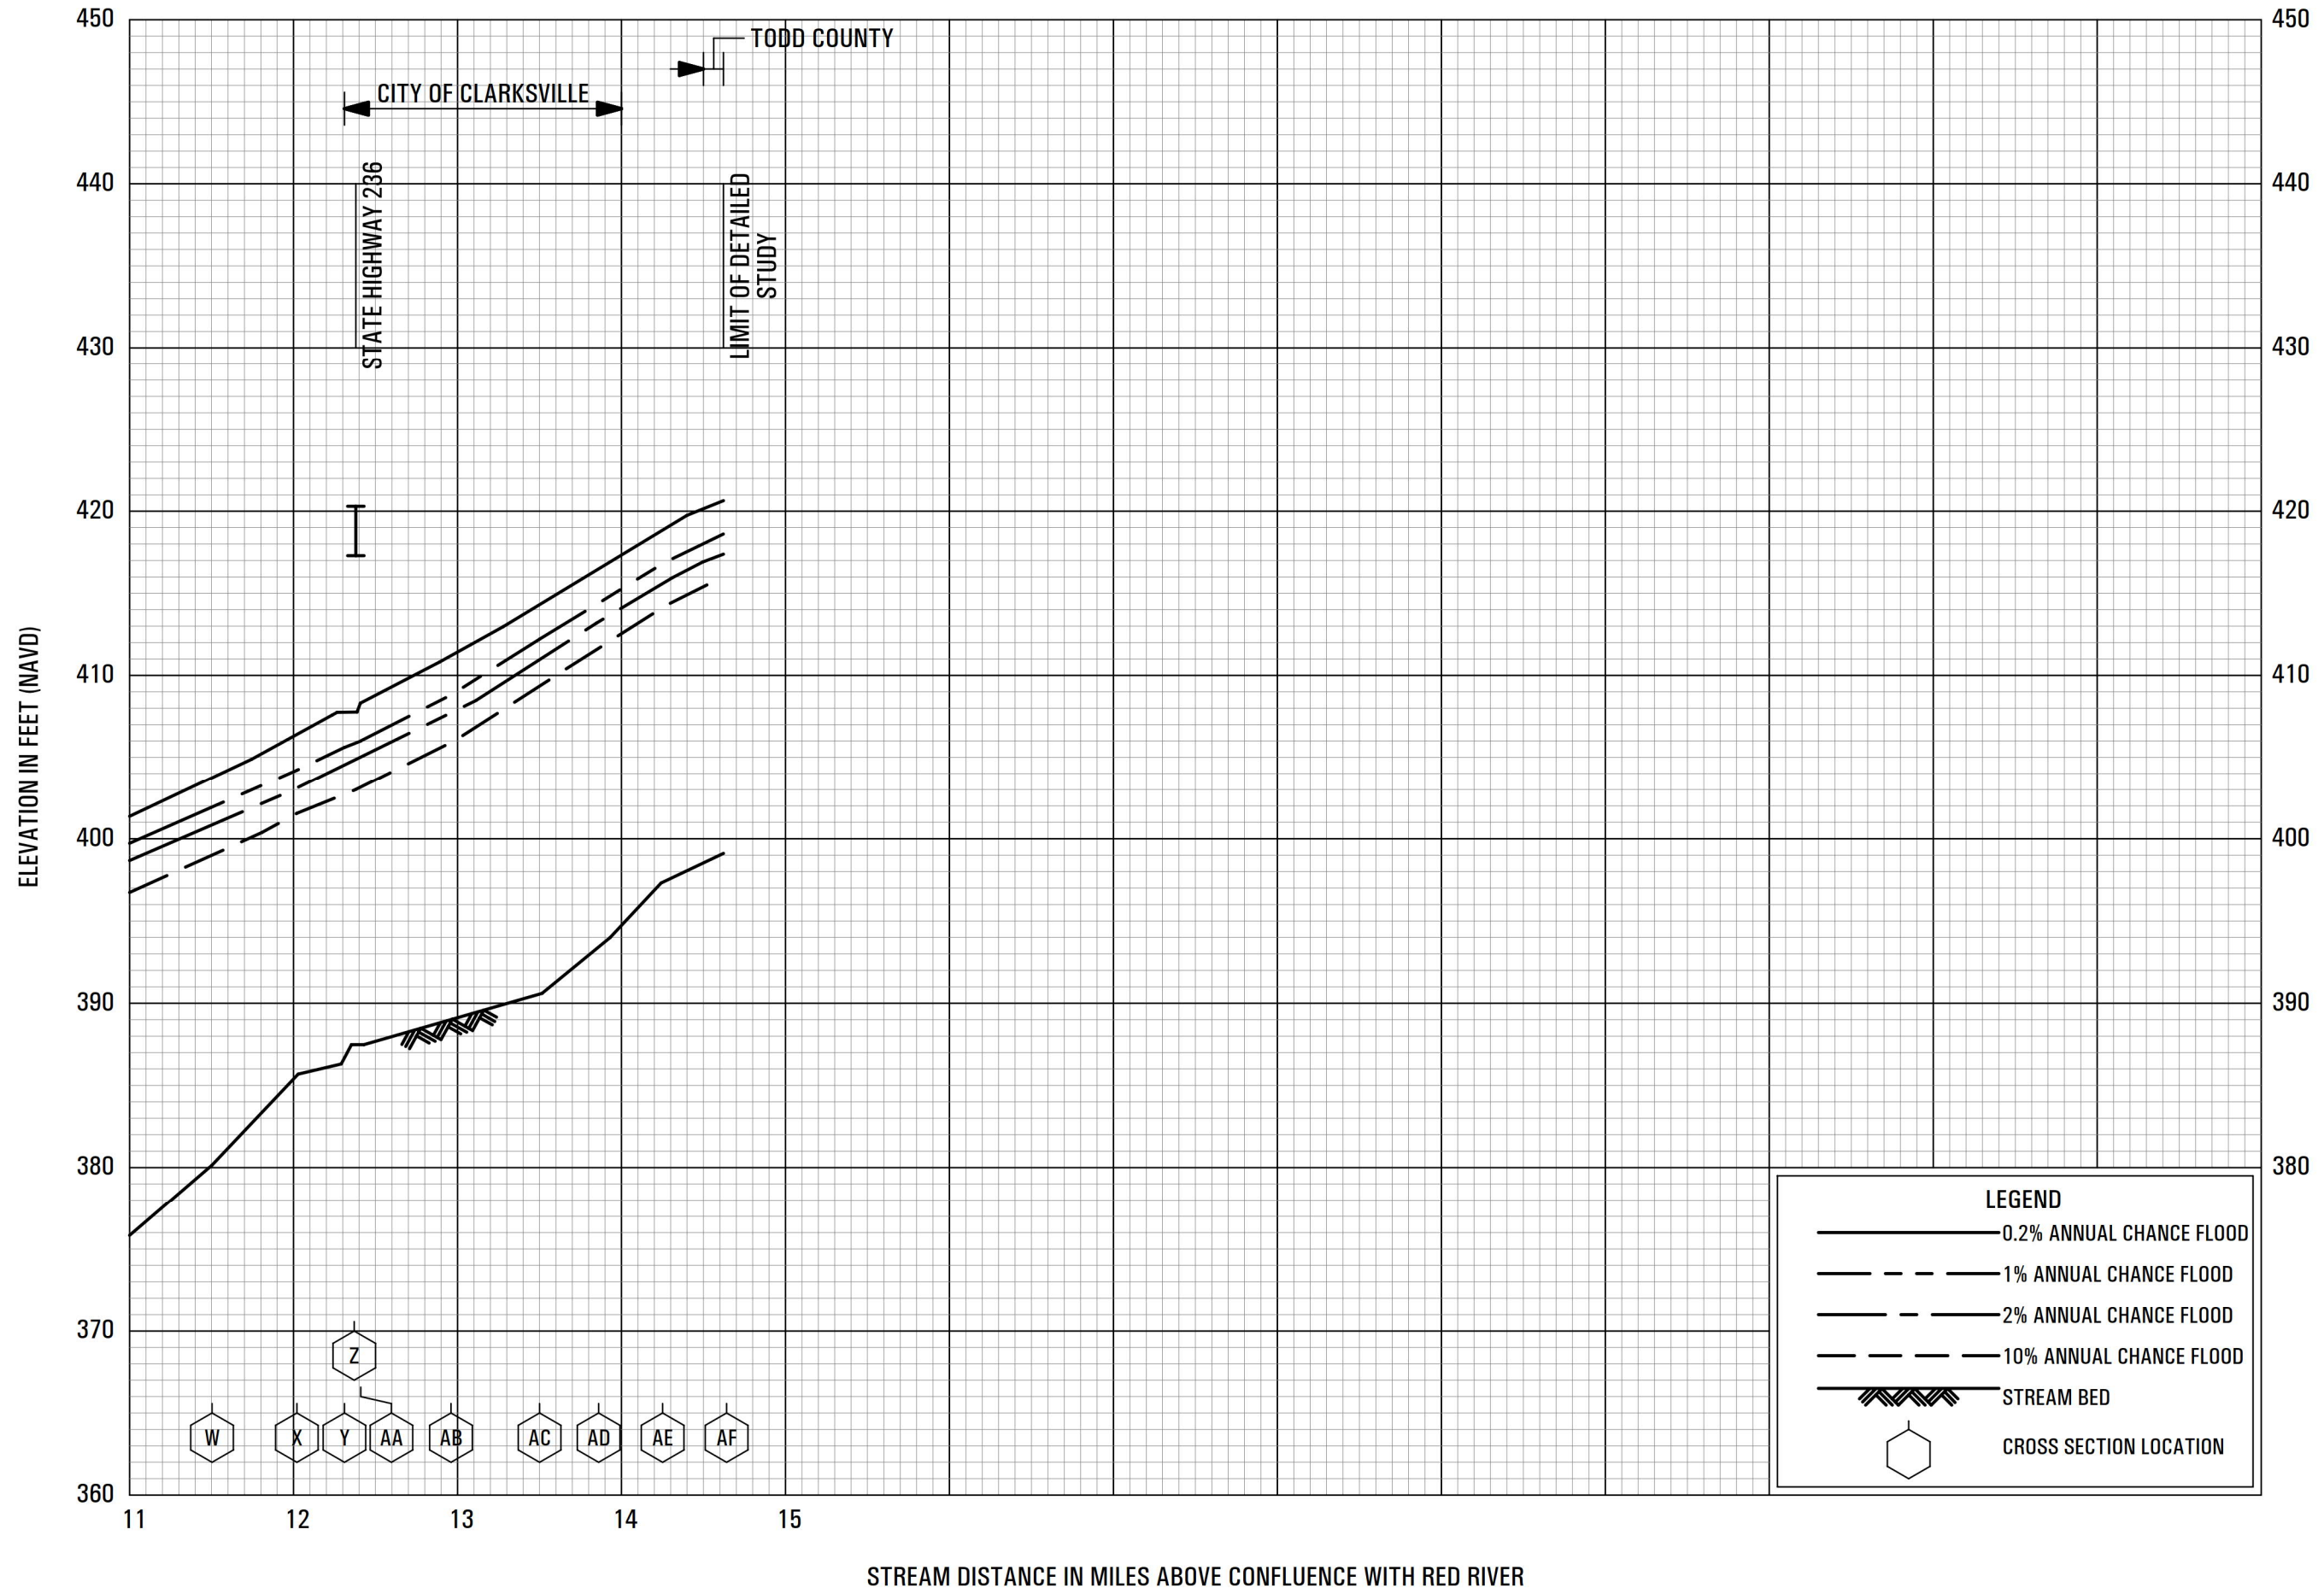 450 450
TODD COUNTY
CITY OF CLARKSVILLE
440 440
STATE HIGHWAY 236
LIMIT OF DETAILED
STUDY
430 430
420 420
410 410
400 400
390 390
380 380
370
360
ELEVATION IN FEET (NAVD)
Z
W X Y AA AB AC AD AE AF
11 12 13 14 15
STREAM DISTANCE IN MILES ABOVE CONFLUENCE WITH RED RIVER
LEGEND
0.2% ANNUAL CHANCE FLOOD
1% ANNUAL CHANCE FLOOD
2% ANNUAL CHANCE FLOOD
10% ANNUAL CHANCE FLOOD
STREAM BED
CROSS SECTION LOCATION